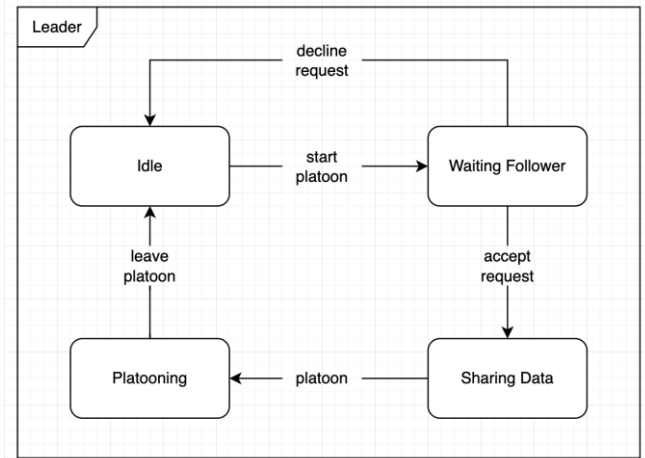 Leader
decline
request
Idle
start
platoon
Waiting Follower
leave
platoon
accept
request
Platooning
platoon
Sharing Data